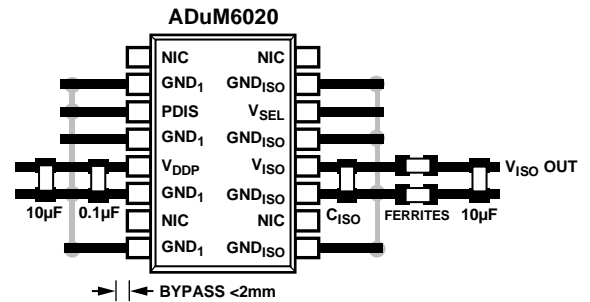 ADuM6020
NIC NIC
GND1 GNDISO
PDIS VSEL
GND1 GNDISO
VDDP VISO VISO OUT
GND1 GNDISO
10µF 0.1µF CISO FERRITES 10µF
NIC NIC
GND1 GNDISO
BYPASS <2mm